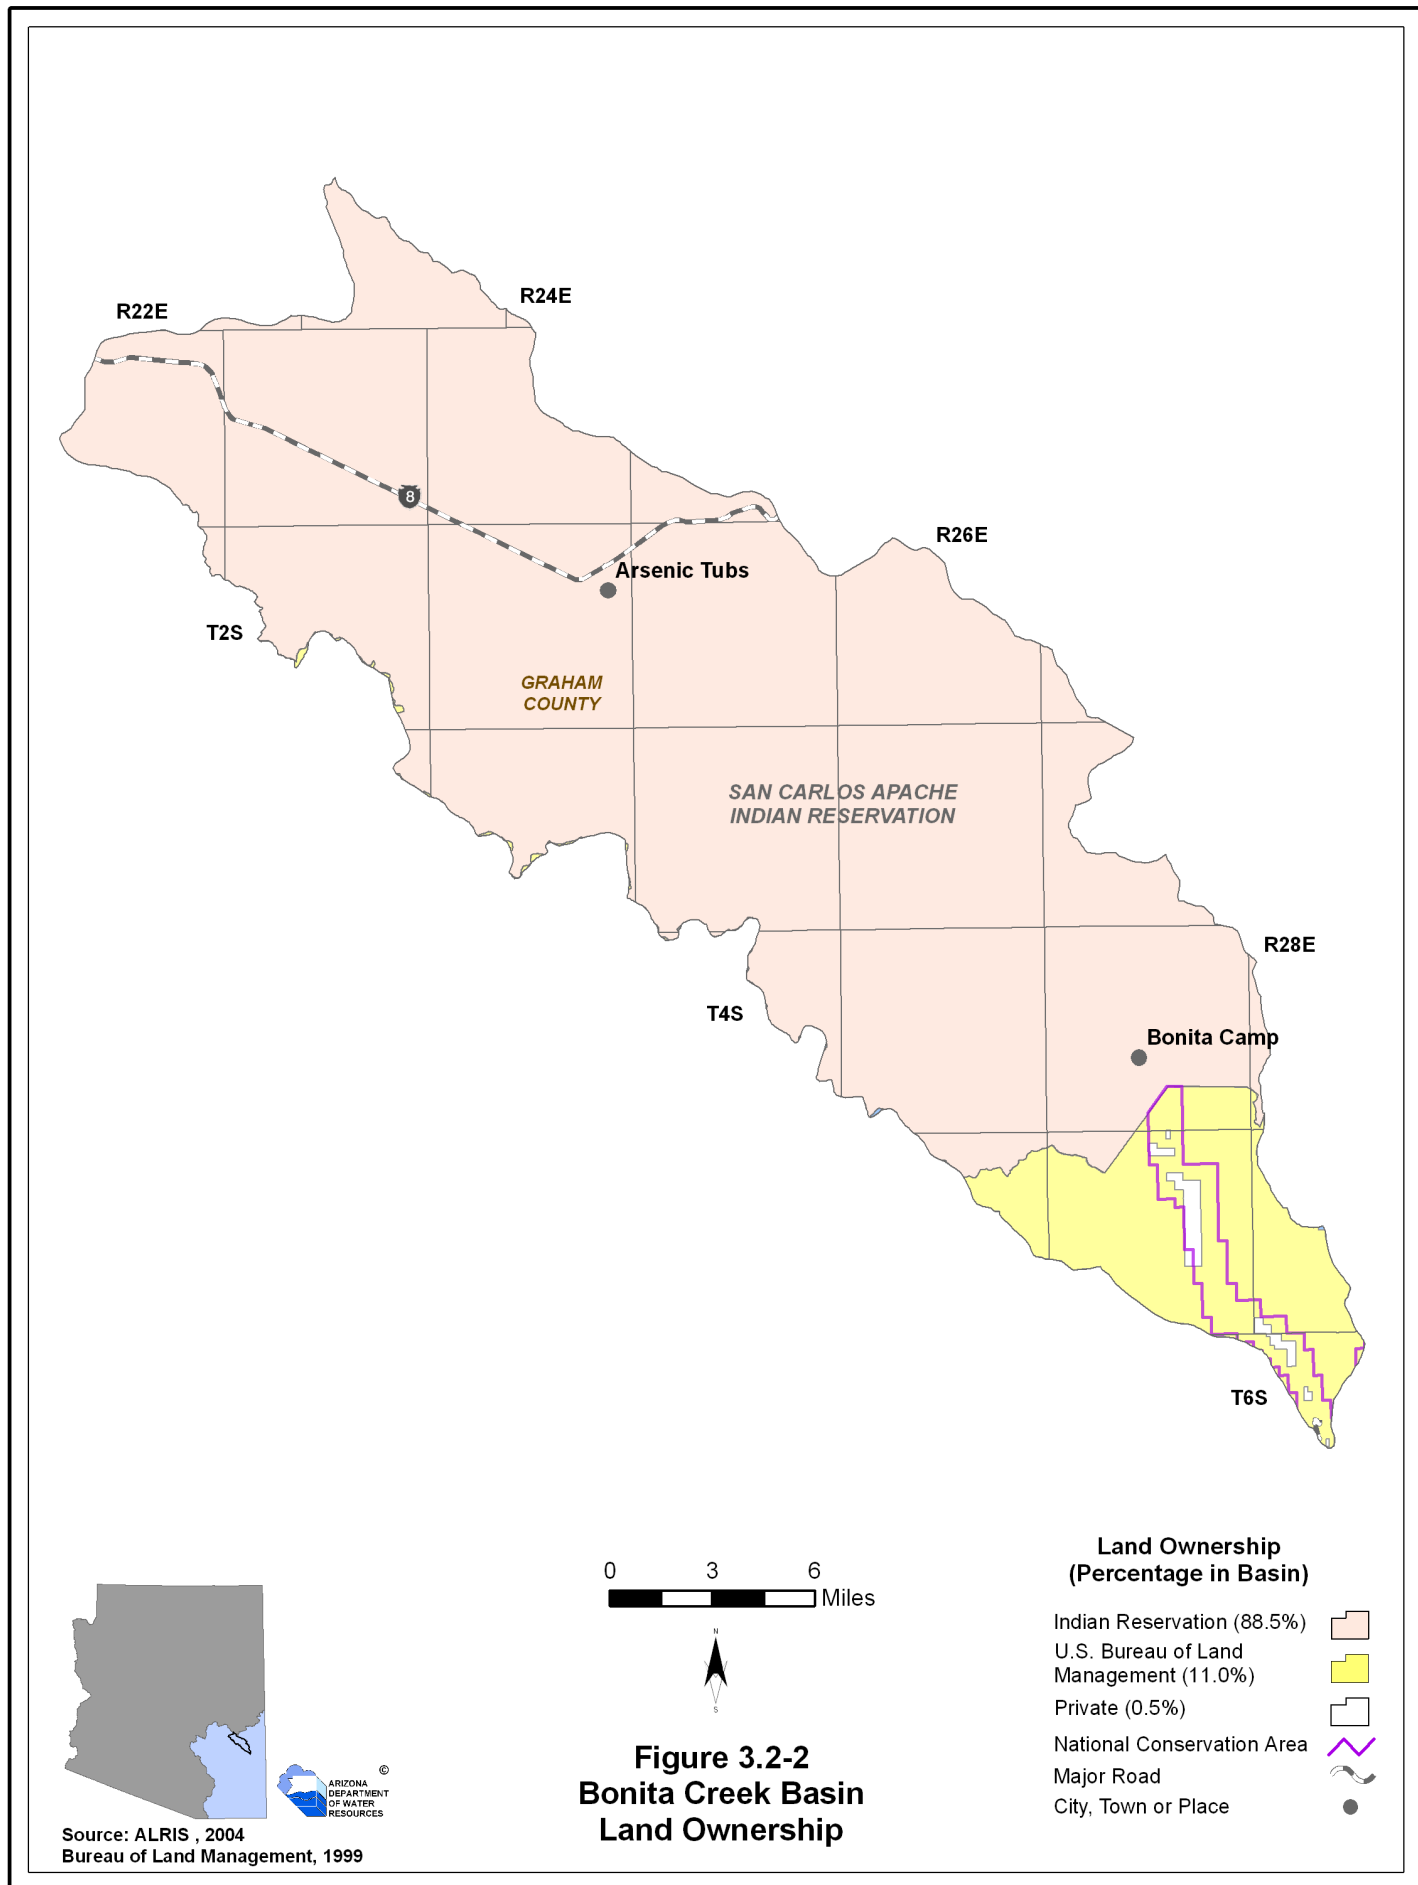 R24E
R22E
8
R26E
Arsenic Tubs
T2S
GRAHAM
COUNTY
SAN CARLOS APACHE
INDIAN RESERVATION
R28E
T4S
Bonita Camp
T6S
0 3 6
Miles
N
S
Figure 3.2-2
Bonita Creek Basin
Land Ownership
Land Ownership
(Percentage in Basin)
Indian Reservation (88.5%)
U.S. Bureau of Land
Management (11.0%)
Private (0.5%)
National Conservation Area
Major Road
City, Town or Place
©
ARIZONA
DEPARTMENT
OF WATER
RESOURCES
Source: ALRIS , 2004
Bureau of Land Management, 1999